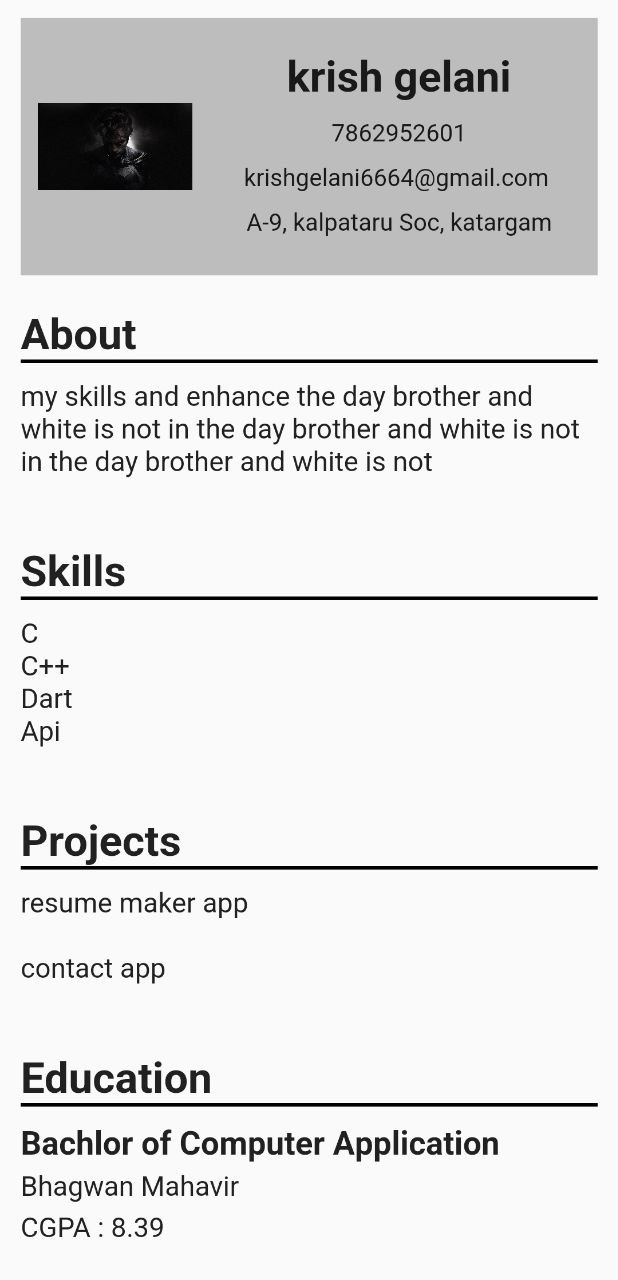 krish gelani
7862952601
krishgelani6664@gmail.com
A-9, kalpataru Soc, katargam
About
my skills and enhance the day brother and
white is not in the day brother and white is not
in the day brother and white is not
Skills
C
C++
Dart
Api
Projects
resume maker app
contact app
Education
Bachlor of Computer Application
Bhagwan Mahavir
CGPA : 8.39